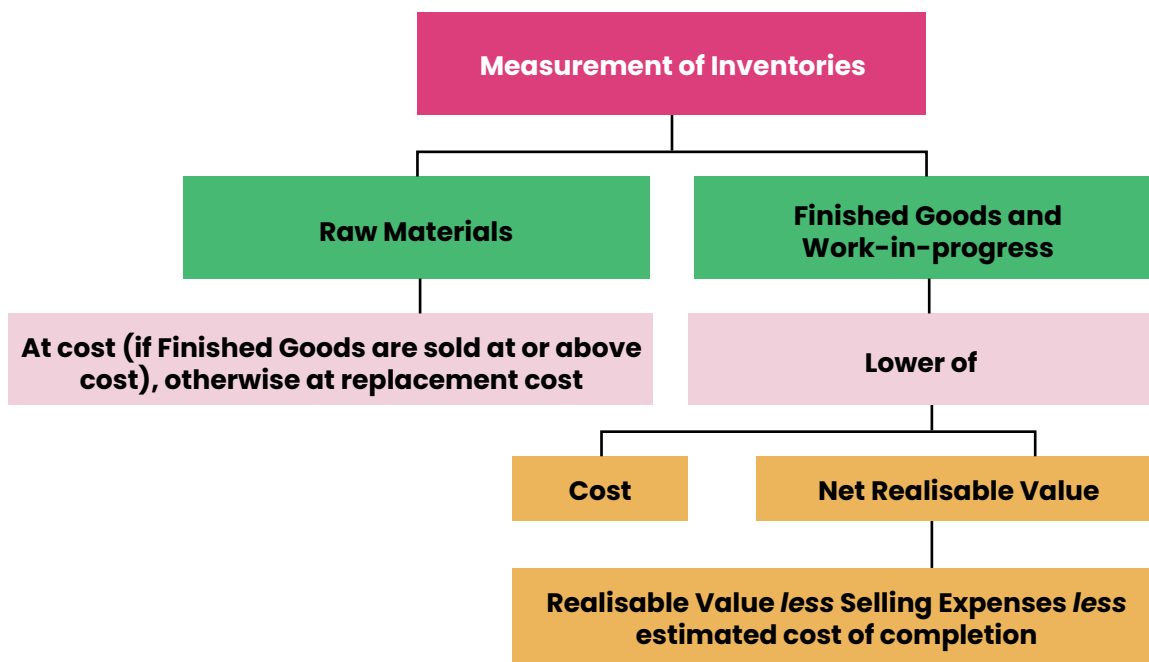 Measurement of Inventories
Raw Materials
Finished Goods and
Work-in-progress
At cost (if Finished Goods are sold at or above
cost), otherwise at replacement cost
Lower of
Cost
Net Realisable Value
Realisable Value less Selling Expenses less
estimated cost of completion